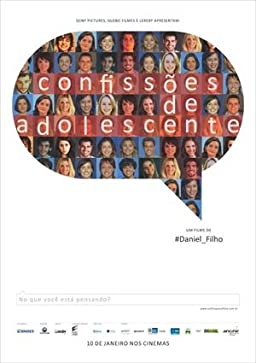 SONY PICTURES, GLOBO FILMES E LEREBY APRESENTAM:
confissões
de
adolescente
UM FILME DE
#Daniel_Filho
No que você está pensando?
10 DE JANEIRO NOS CINEMAS